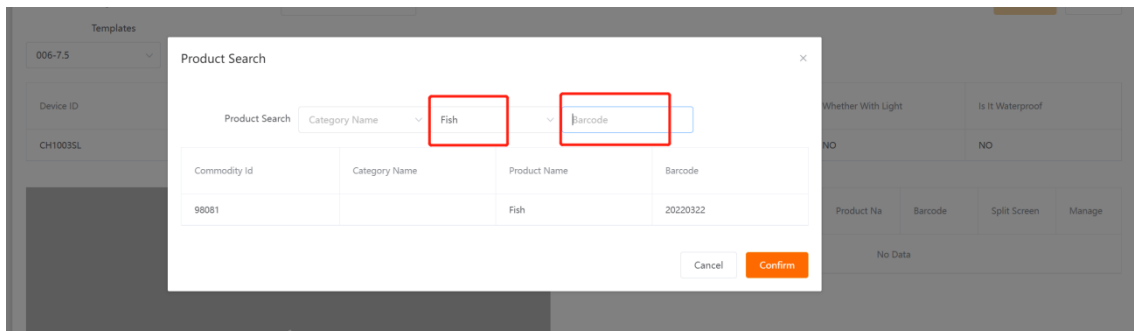 Templates
006-7.5
Product Search
Device ID
Whether With Light
Is It Waterproof
Product Search
Category Name
Fish
Barcode
CH1003SL
NO
NO
Commodity Id
Category Name
Product Name
Barcode
98081
Fish
20220322
Product Na
Barcode
Split Screen
Manage
No Data
Cancel
Confirm